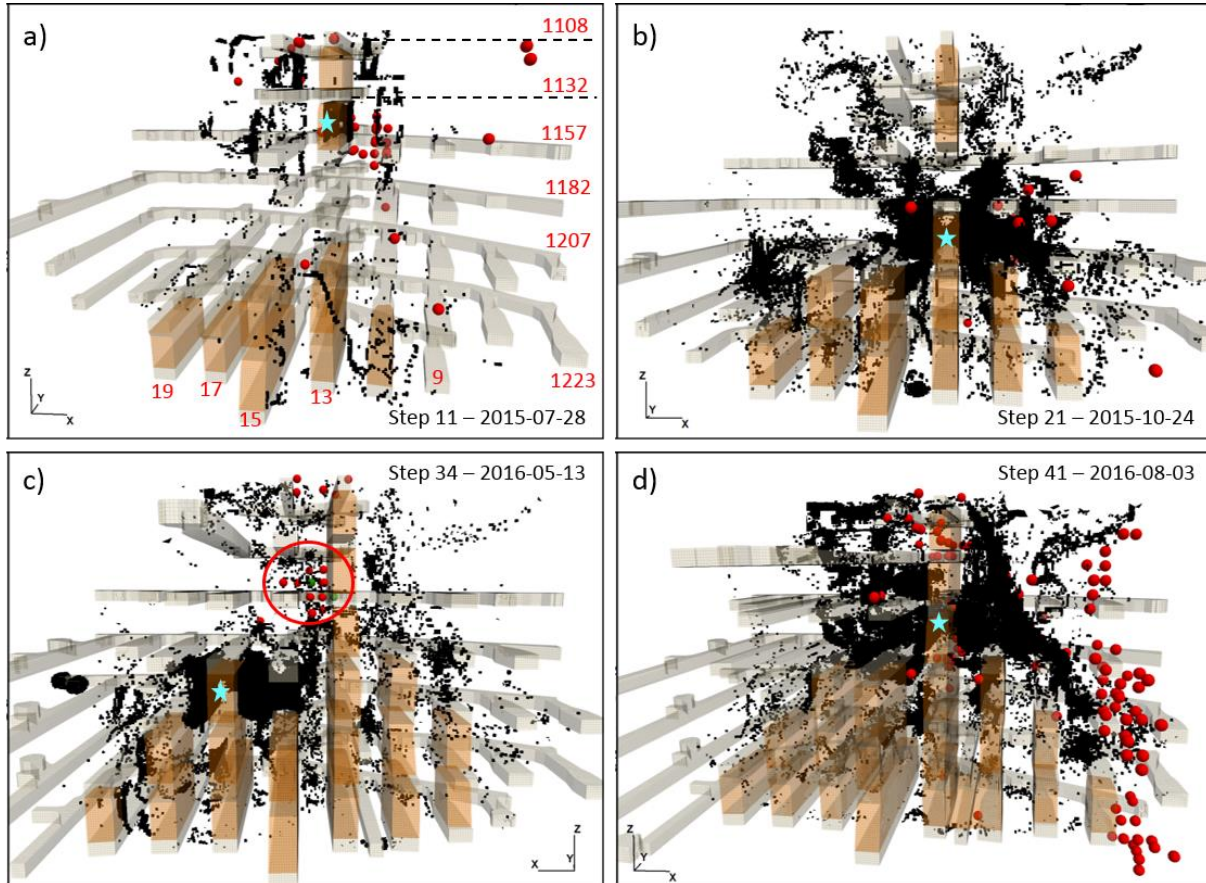 a)
1108
1132
1157
1182
1207
19
17
15
13
9
1223
Z
Y
X
Step 11 – 2015-07-28
b)
Z
Y
X
Step 21 – 2015-10-24
c)
Step 34 – 2016-05-13
Z
X
Y
d)
Step 41 – 2016-08-03
Z
Y
X